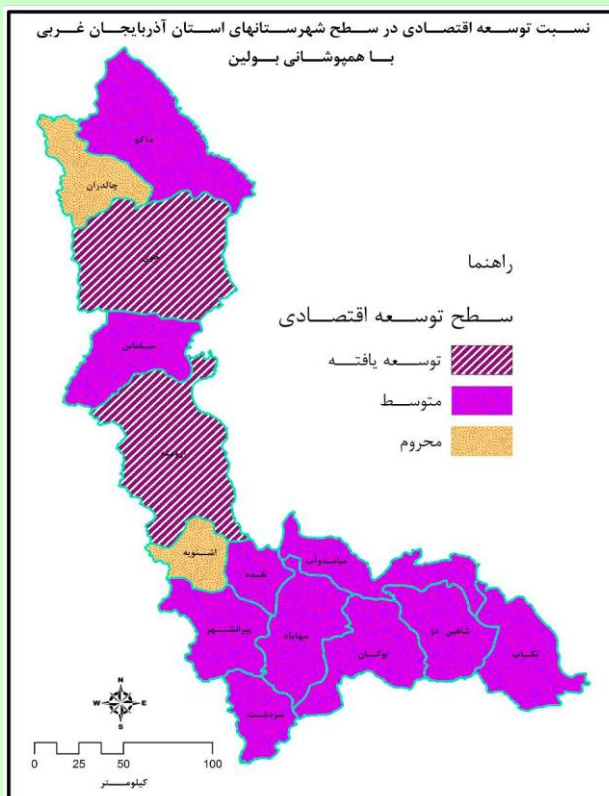 نسبت توسعه اقتصادی در سطح شهرستانهای استان آذربایجان غربی
با همپوشانی بولین
ماکو
چالدران
خوی
راهنما
سطح توسعه اقتصادی
توسعه یافته
متوسط
محروم
سلماس
ارومیه
اشنویه
نقده
میاندوآب
پیرانشهر
مهاباد
بوکان
شاهین دژ
تکاب
سردشت
N
W E
S
0 25 50 100
کیلومتر